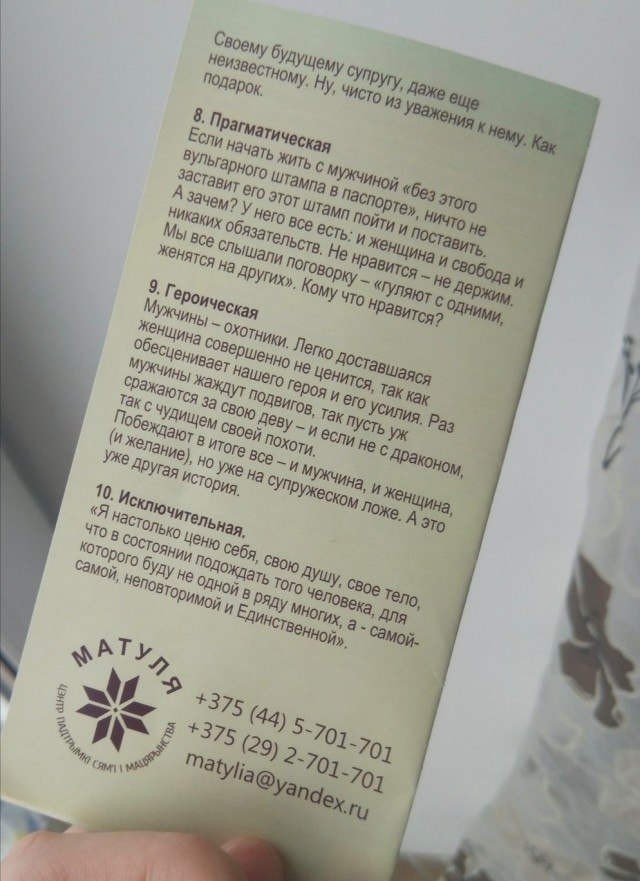 Своему будущему супругу, даже еще
неизвестному. Ну, чисто из уважения к нему. Как
подарок.
8. Прагматическая
Если начать жить с мужчиной «без этого
вульгарного штампа в паспорте», ничто не
заставит его этот штамп пойти и поставить.
А зачем? У него все есть: и женщина и свобода и
никаких обязательств. Не нравится – не держим.
Мы все слышали поговорку – «гуляют с одними,
женятся на других». Кому что нравится?
9. Героическая
Мужчины – охотники. Легко доставшаяся
женщина совершенно не ценится, так как
обесценивает нашего героя и его усилия. Раз
мужчины жаждут подвигов, так пусть уж
сражаются за свою деву – и если не с драконом,
так с чудищем своей похоти.
Побеждают в итоге все – и мужчина, и женщина,
(и желание), но уже на супружеском ложе. А это
уже другая история.
10. Исключительная.
«Я настолько ценю себя, свою душу, свое тело,
что в состоянии подождать того человека, для
которого буду не одной в ряду многих, а - самой-
самой, неповторимой и Единственной».
МАТУЛЯ
ЦЭНТР ПАДТРЫМКІ СЯМ'І І МАЦЯРЫНСТВА
+375 (44) 5-701-701
+375 (29) 2-701-701
matylia@yandex.ru